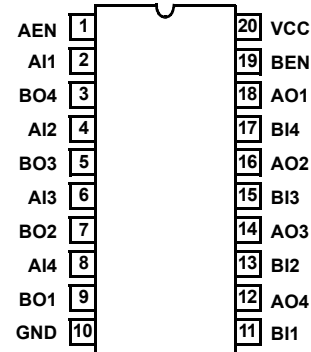 AEN 1 20 VCC
AI1 2 19 BEN
BO4 3 18 AO1
AI2 4 17 BI4
BO3 5 16 AO2
AI3 6 15 BI3
BO2 7 14 AO3
AI4 8 13 BI2
BO1 9 12 AO4
GND 10 11 BI1